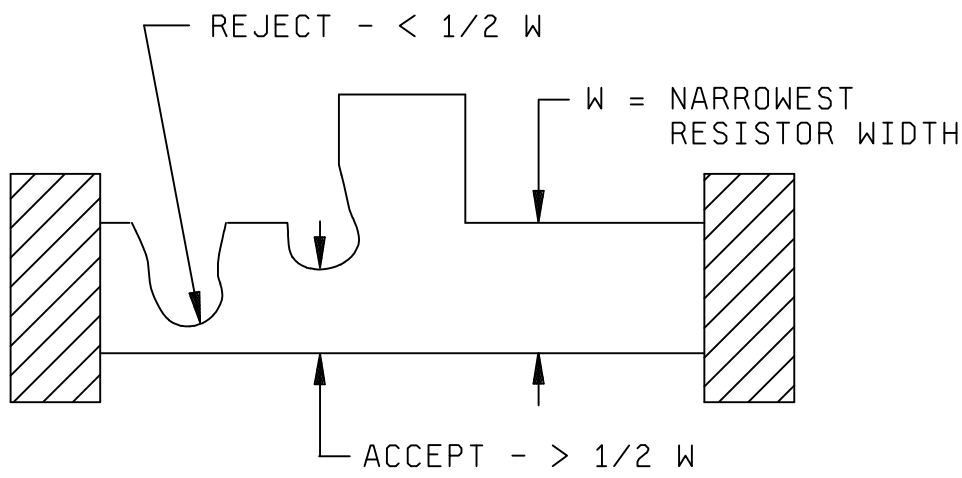 REJECT - < 1/2 W
W = NARROWEST
RESISTOR WIDTH
ACCEPT - > 1/2 W